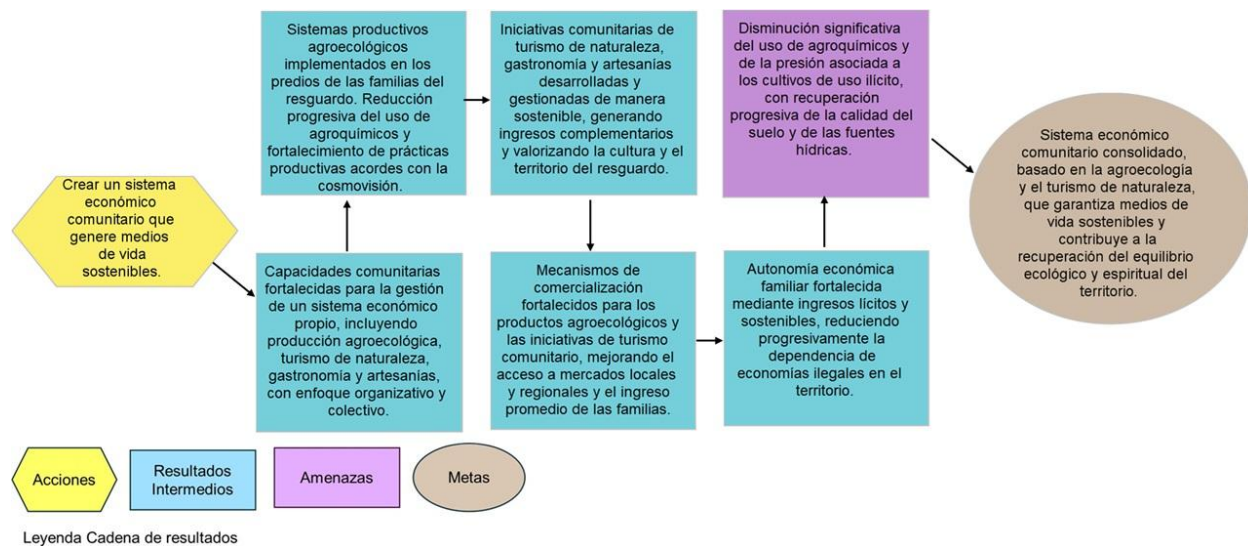 Crear un sistema
económico
comunitario que
genere medios
de vida
sostenibles.
Capacidades comunitarias
fortalecidas para la gestión
de un sistema económico
propio, incluyendo
producción agroecológica,
turismo de naturaleza,
gastronomía y artesanías,
con enfoque organizativo y
colectivo.
Sistemas productivos
agroecológicos
implementados en los
predios de las familias del
resguardo. Reducción
progresiva del uso de
agroquímicos y
fortalecimiento de prácticas
productivas acordes con la
cosmovisión.
Iniciativas comunitarias de
turismo de naturaleza,
gastronomía y artesanías
desarrolladas y
gestionadas de manera
sostenible, generando
ingresos complementarios
y valorizando la cultura y el
territorio del resguardo.
Mecanismos de
comercialización
fortalecidos para los
productos agroecológicos y
las iniciativas de turismo
comunitario, mejorando el
acceso a mercados locales
y regionales y el ingreso
promedio de las familias.
Autonomía económica
familiar fortalecida
mediante ingresos lícitos y
sostenibles, reduciendo
progresivamente la
dependencia de
economías ilegales en el
territorio.
Disminución significativa
del uso de agroquímicos y
de la presión asociada a
los cultivos de uso ilícito,
con recuperación
progresiva de la calidad del
suelo y de las fuentes
hídricas.
Sistema económico
comunitario consolidado,
basado en la agroecología
y el turismo de naturaleza,
que garantiza medios de
vida sostenibles y
contribuye a la
recuperación del equilibrio
ecológico y espiritual del
territorio.
Acciones
Resultados
Intermedios
Amenazas
Metas
Leyenda Cadena de resultados